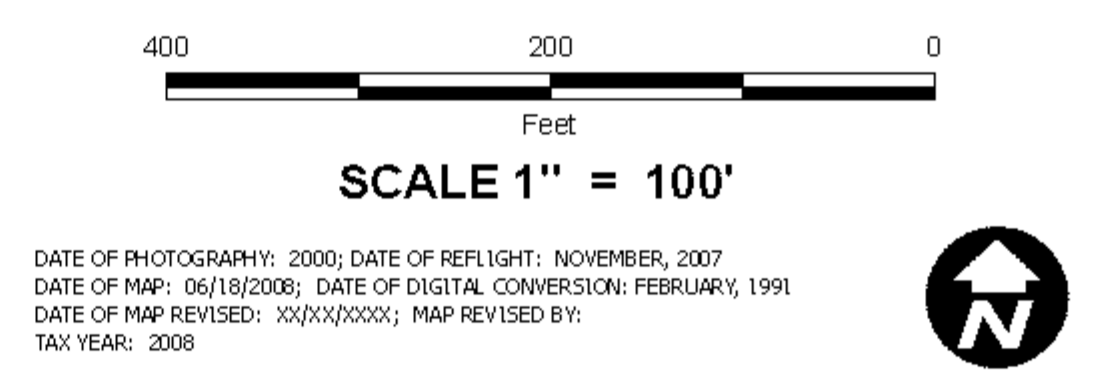 400 200 0
Feet
SCALE 1" = 100'
DATE OF PHOTOGRAPHY: 2000; DATE OF REFLIGHT: NOVEMBER, 2007
DATE OF MAP: 06/18/2008; DATE OF DIGITAL CONVERSION: FEBRUARY, 1991
DATE OF MAP REVISED: XX/XX/XXXX; MAP REVISED BY:
TAX YEAR: 2008
N